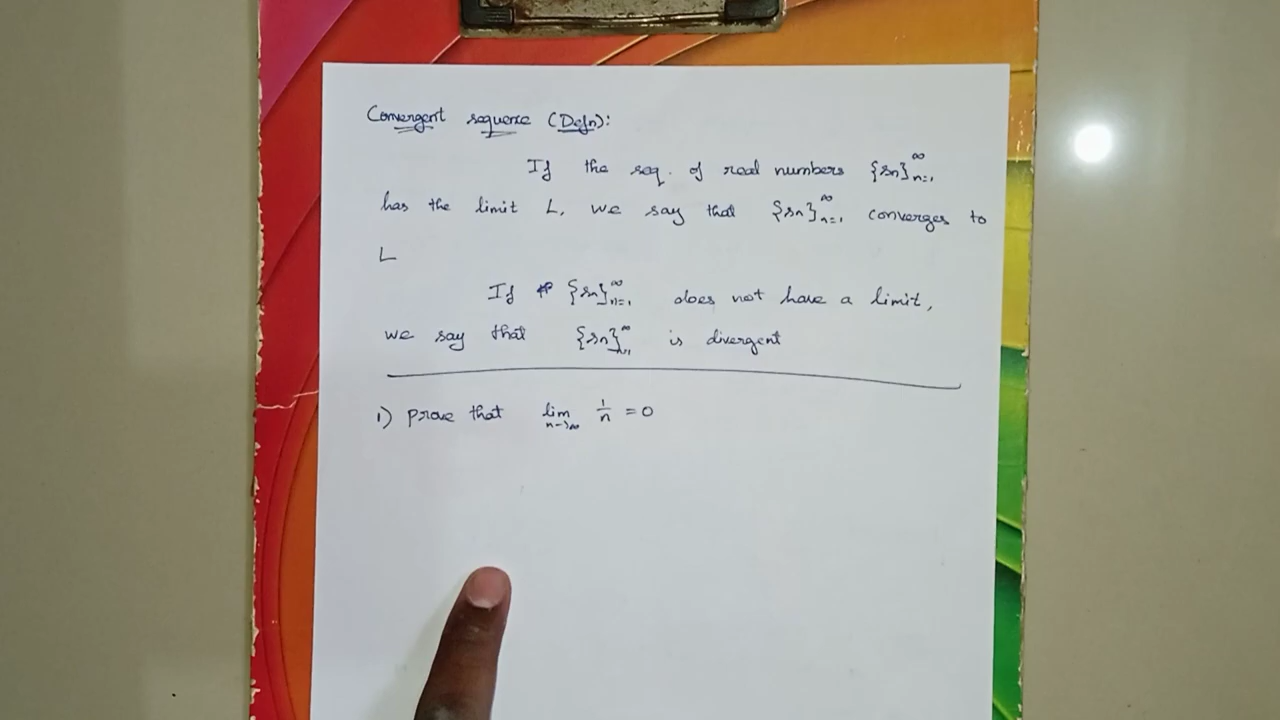 Convergent sequence (Defn):
If the seq. of real numbers {sn}∞n=1
has the limit L, we say that {sn}∞n=1 converges to
L
If {sn}∞n=1 does not have a limit,
we say that {sn}∞n=1 is divergent
1) prove that lim n→∞ 1/n = 0